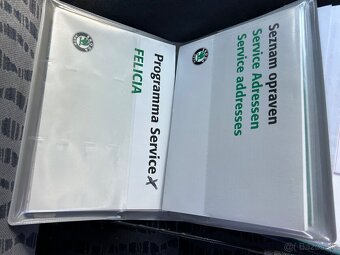 Programma Service
FELICIA
Seznam opraven
Service Adressen
Service addresses